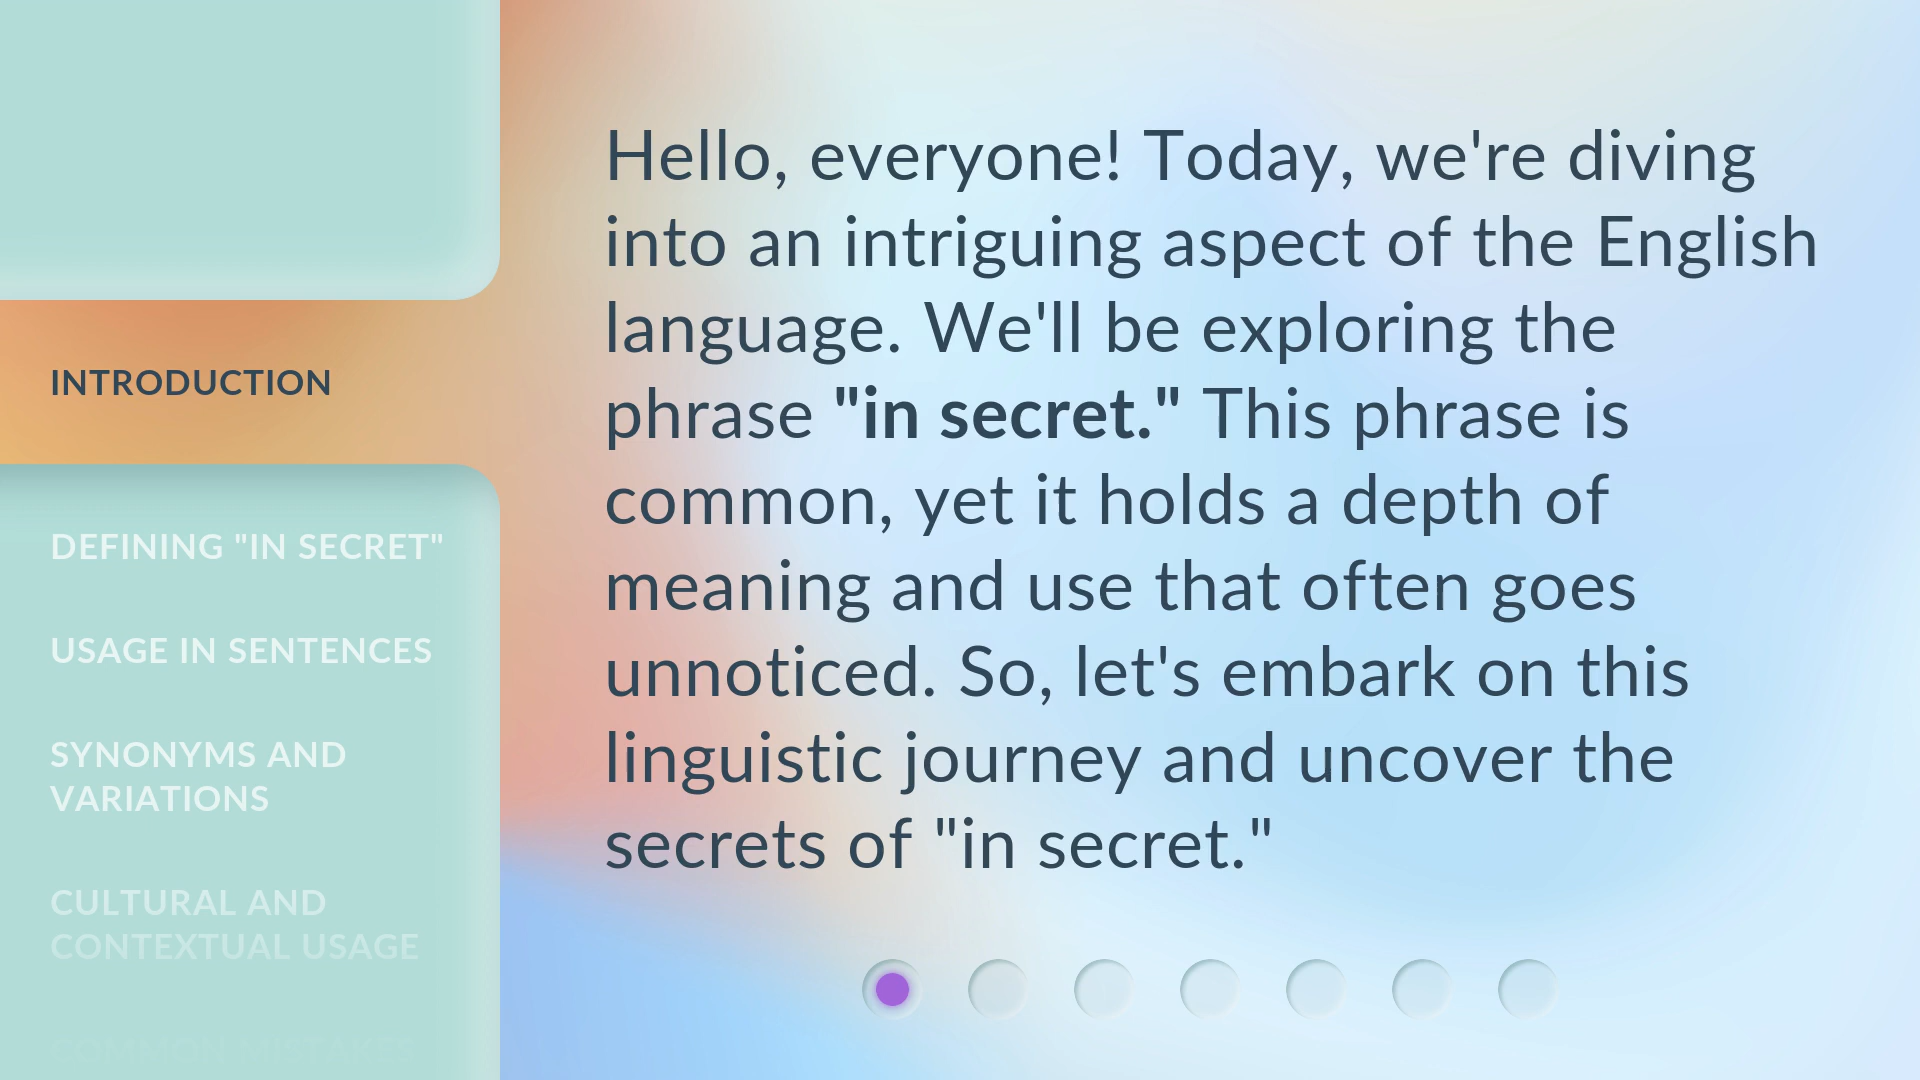 INTRODUCTION
DEFINING "IN SECRET"
USAGE IN SENTENCES
SYNONYMS AND
VARIATIONS
CULTURAL AND
CONTEXTUAL USAGE
COMMON MISTAKES
Hello, everyone! Today, we're diving
into an intriguing aspect of the English
language. We'll be exploring the
phrase "in secret." This phrase is
common, yet it holds a depth of
meaning and use that often goes
unnoticed. So, let's embark on this
linguistic journey and uncover the
secrets of "in secret."